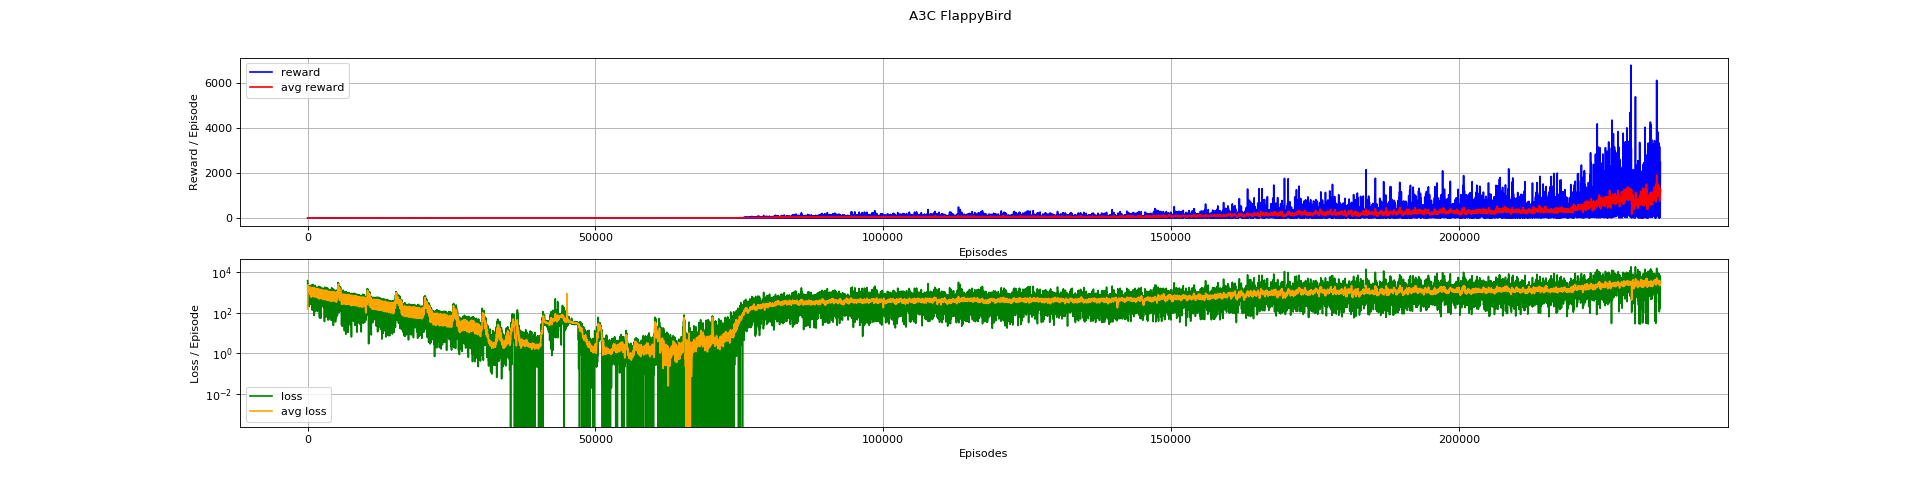 A3C FlappyBird
reward
avg reward
Reward / Episode
6000
4000
2000
0
0 50000 100000 150000 200000
Episodes
Loss / Episode
10^4
10^2
10^0
10^-2
loss
avg loss
0 50000 100000 150000 200000
Episodes